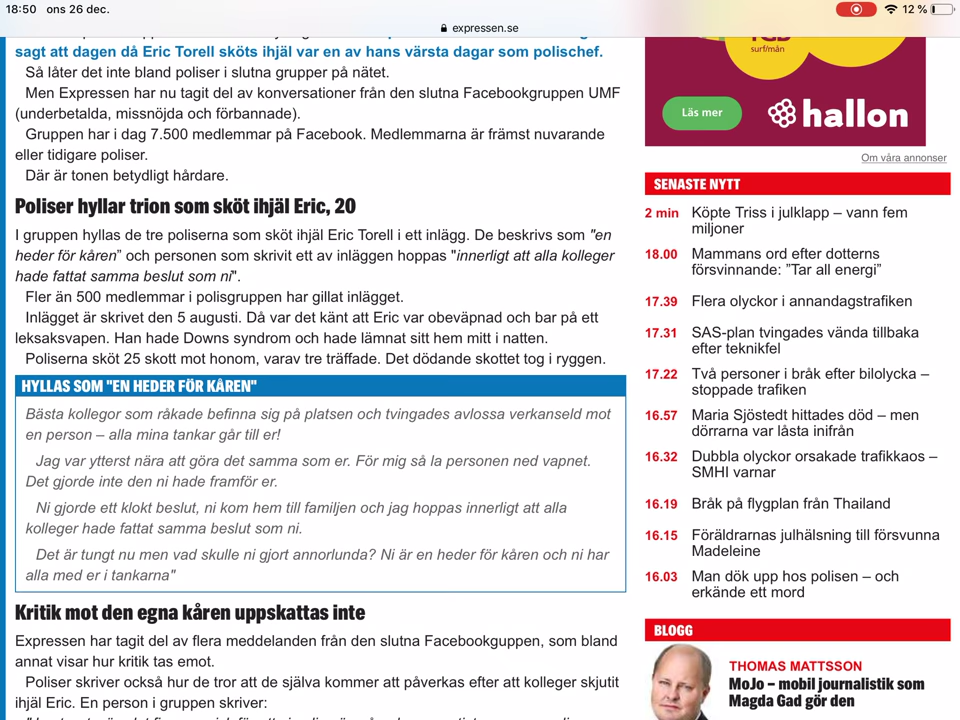 18:50 ons 26 dec.
12 %
expressen.se
sagt att dagen då Eric Torell sköts ihjäl var en av hans värsta dagar som polischef.
Så låter det inte bland poliser i slutna grupper på nätet.
Men Expressen har nu tagit del av konversationer från den slutna Facebookgruppen UMF
(underbetalda, missnöjda och förbannade).
Gruppen har i dag 7.500 medlemmar på Facebook. Medlemmarna är främst nuvarande
eller tidigare poliser.
Där är tonen betydligt hårdare.
Poliser hyllar trion som sköt ihjäl Eric, 20
I gruppen hyllas de tre poliserna som sköt ihjäl Eric Torell i ett inlägg. De beskrivs som "en
heder för kåren” och personen som skrivit ett av inläggen hoppas "innerligt att alla kolleger
hade fattat samma beslut som ni".
Fler än 500 medlemmar i polisgruppen har gillat inlägget.
Inlägget är skrivet den 5 augusti. Då var det känt att Eric var obeväpnad och bar på ett
leksaksvapen. Han hade Downs syndrom och hade lämnat sitt hem mitt i natten.
Poliserna sköt 25 skott mot honom, varav tre träffade. Det dödande skottet tog i ryggen.
HYLLAS SOM "EN HEDER FÖR KÅREN"
Bästa kollegor som råkade befinna sig på platsen och tvingades avlossa verkanseld mot
en person – alla mina tankar går till er!
Jag var ytterst nära att göra det samma som er. För mig så la personen ned vapnet.
Det gjorde inte den ni hade framför er.
Ni gjorde ett klokt beslut, ni kom hem till familjen och jag hoppas innerligt att alla
kolleger hade fattat samma beslut som ni.
Det är tungt nu men vad skulle ni gjort annorlunda? Ni är en heder för kåren och ni har
alla med er i tankarna"
Kritik mot den egna kåren uppskattas inte
Expressen har tagit del av flera meddelanden från den slutna Facebookguppen, som bland
annat visar hur kritik tas emot.
Poliser skriver också hur de tror att de själva kommer att påverkas efter att kolleger skjutit
ihjäl Eric. En person i gruppen skriver:
surf/mån
Läs mer
hallon
Om våra annonser
SENASTE NYTT
2 min Köpte Triss i julklapp – vann fem
miljoner
18.00 Mammans ord efter dotterns
försvinnande: ”Tar all energi”
17.39 Flera olyckor i annandagstrafiken
17.31 SAS-plan tvingades vända tillbaka
efter teknikfel
17.22 Två personer i bråk efter bilolycka –
stoppade trafiken
16.57 Maria Sjöstedt hittades död – men
dörrarna var låsta inifrån
16.32 Dubbla olyckor orsakade trafikkaos –
SMHI varnar
16.19 Bråk på flygplan från Thailand
16.15 Föräldrarnas julhälsning till försvunna
Madeleine
16.03 Man dök upp hos polisen – och
erkände ett mord
BLOGG
THOMAS MATTSSON
MoJo – mobil journalistik som
Magda Gad gör den